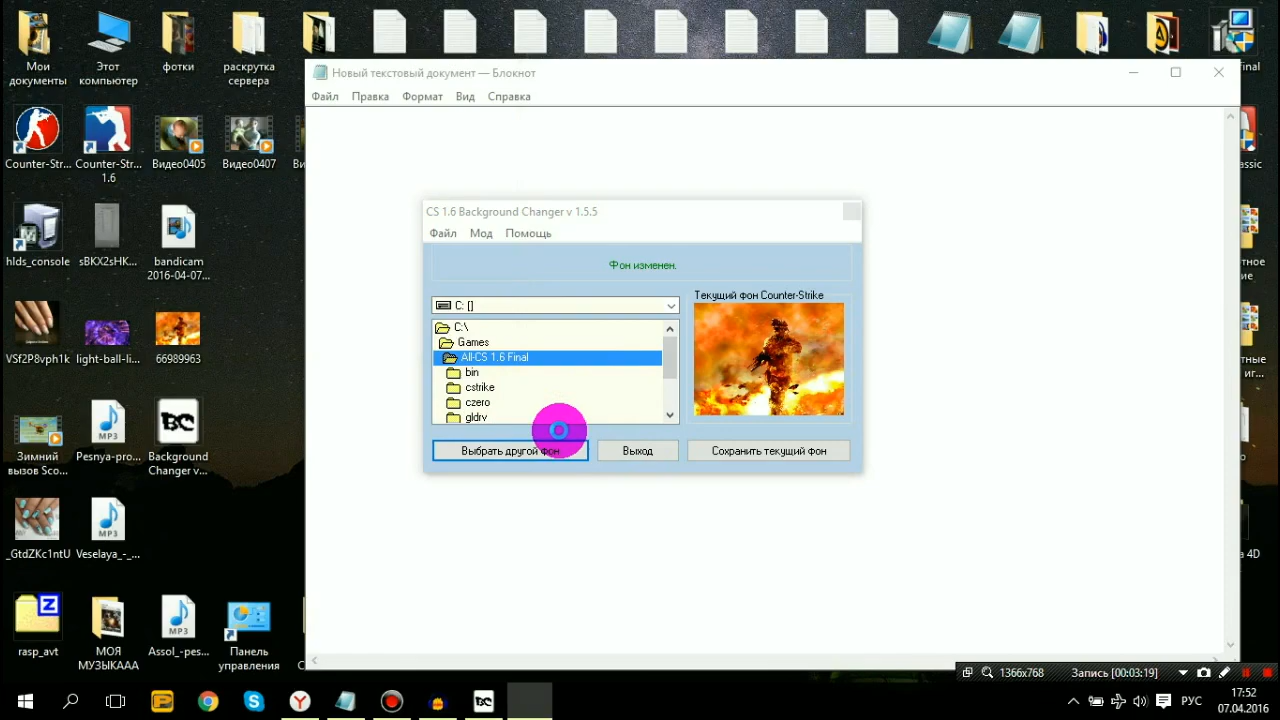 Мои
документы
Этот
компьютер
фотки
раскрутка
сервера
Новый текстовый документ — Блокнот
Файл Правка Формат Вид Справка
Counter-Str...
Counter-Str...
1.6
Видео0405
Видео0407
hlds_console
sBKX2sHK...
bandicam
2016-04-07...
VSf2P8vph1k
light-ball-li...
66989963
Зимний
вызов Sco...
Pesnya-pro...
Background
Changer v...
_GtdZKc1ntU
Veselaya_-_...
rasp_avt
МОЯ
МУЗЫКААА
Assol_-pes...
Панель
управления
CS 1.6 Background Changer v 1.5.5
Файл Мод Помощь
Фон изменен.
C: []
C:\
Games
All-CS 1.6 Final
bin
cstrike
czero
gldrv
Текущий фон Counter-Strike
Выбрать другой фон
Выход
Сохранить текущий фон
1366x768 Запись [00:03:19]
РУС
17:52
07.04.2016